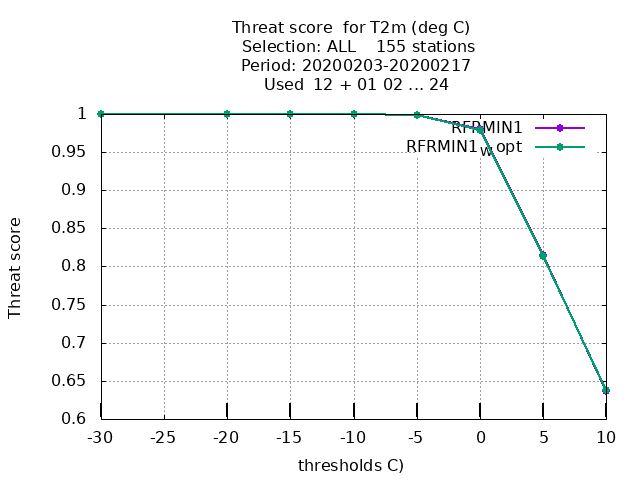 Threat score  for T2m (deg C)
Selection: ALL    155 stations
Period: 20200203-20200217
Used  12 + 01 02 ... 24
RFRMIN1
RFRMIN1wopt
1
0.95
0.9
0.85
0.8
0.75
0.7
0.65
0.6
Threat score
-30 -25 -20 -15 -10 -5 0 5 10
thresholds C)